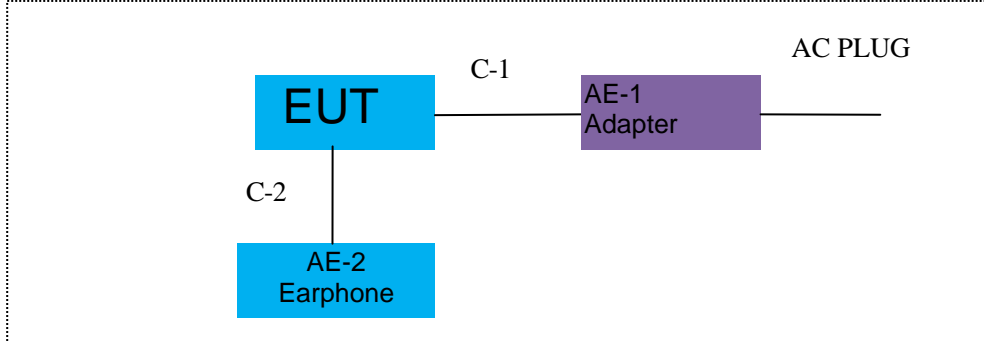 AC PLUG
C-1
EUT
AE-1
Adapter
C-2
AE-2
Earphone